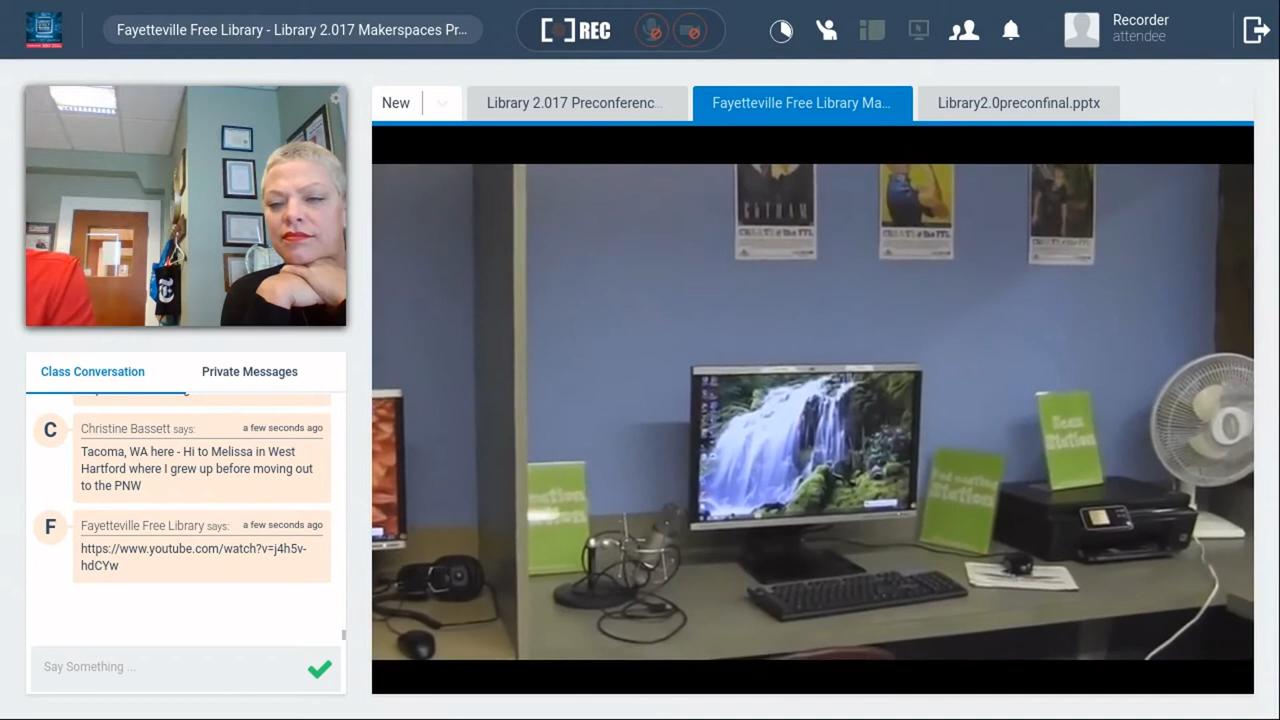 Fayetteville Free Library - Library 2.017 Makerspaces Pr...
[ ] REC
Recorder
attendee
New
Library 2.017 Preconferenc...
Fayetteville Free Library Ma...
Library2.0preconfinal.pptx
Class Conversation
Private Messages
C
Christine Bassett says:
a few seconds ago
Tacoma, WA here - Hi to Melissa in West
Hartford where I grew up before moving out
to the PNW
F
Fayetteville Free Library says:
a few seconds ago
https://www.youtube.com/watch?v=j4h5v-
hdCYw
Say Something ...
Scan
Station
Station